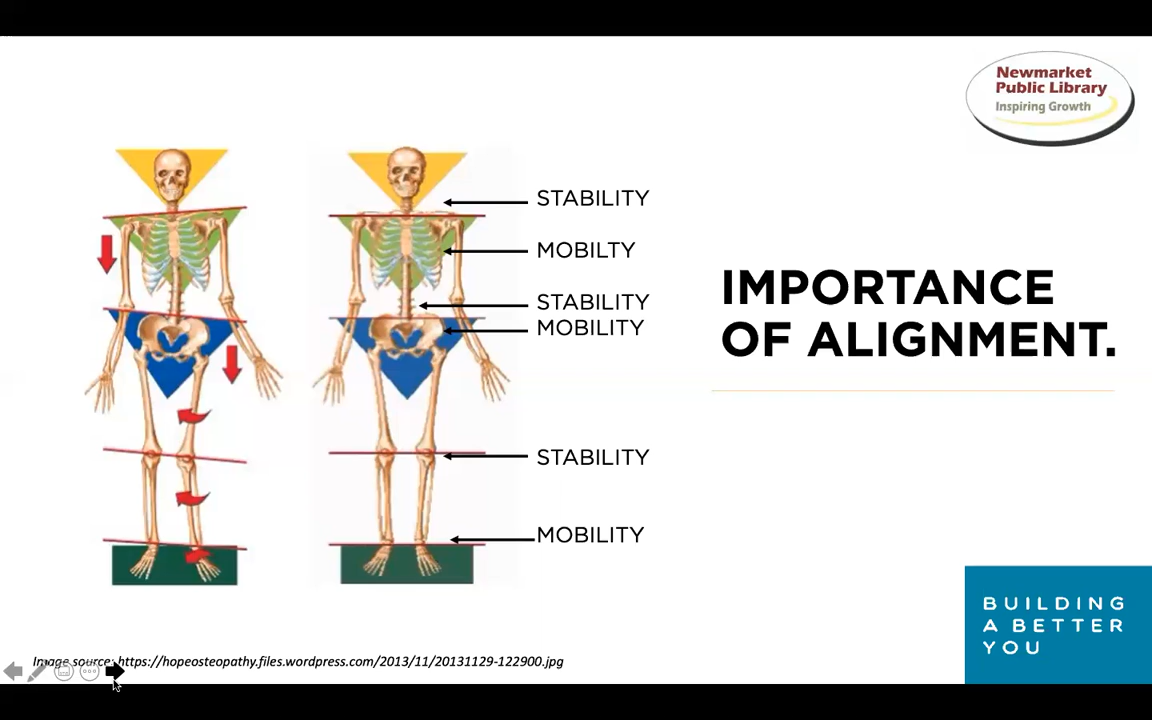 Newmarket
Public Library
Inspiring Growth
STABILITY
MOBILTY
STABILITY
MOBILITY
STABILITY
MOBILITY
IMPORTANCE
OF ALIGNMENT.
BUILDING
A BETTER
YOU
Image source: https://hopeosteopathy.files.wordpress.com/2013/11/20131129-122900.jpg